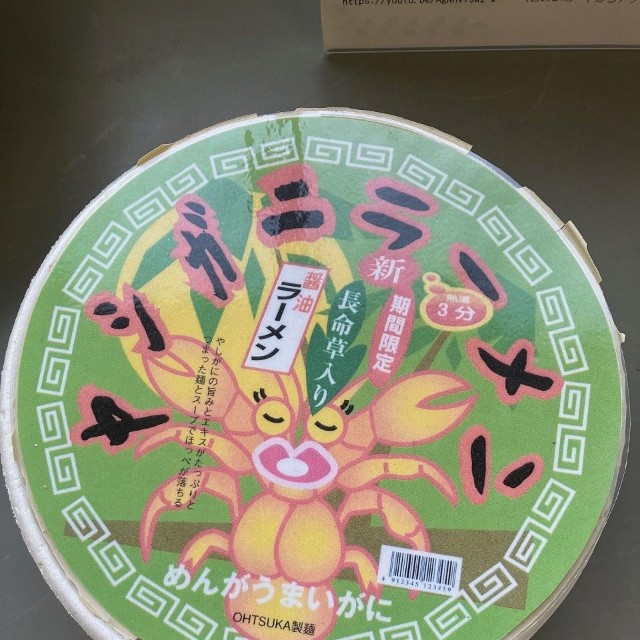 ヤシガニラーメン
新
期間限定
熱湯
3分
醤油
ラーメン
長命草入り
やしがにの旨みとエキスがたっぷりと
つまった麺とスープでほっぺが落ちる
めんがうまいがに
OHTSUKA製麺
4 912345 123459